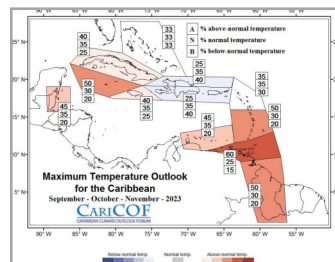 33
33
33
A % above-normal temperature
N % normal temperature
B % below-normal temperature
40
35
25
25
35
40
35
35
30
50
30
20
45
35
20
40
35
25
25
35
40
45
35
20
50
30
20
60
25
15
50
30
20
Maximum Temperature Outlook
for the Caribbean
September - October - November - 2023
CARICOF
CARIBBEAN CLIMATE OUTLOOK FORUM
15°N
10°N
5°N
90°W 85°W 80°W 75°W 70°W 65°W 60°W 55°W
Below-normal temp. Normal temp. Above-normal temp.